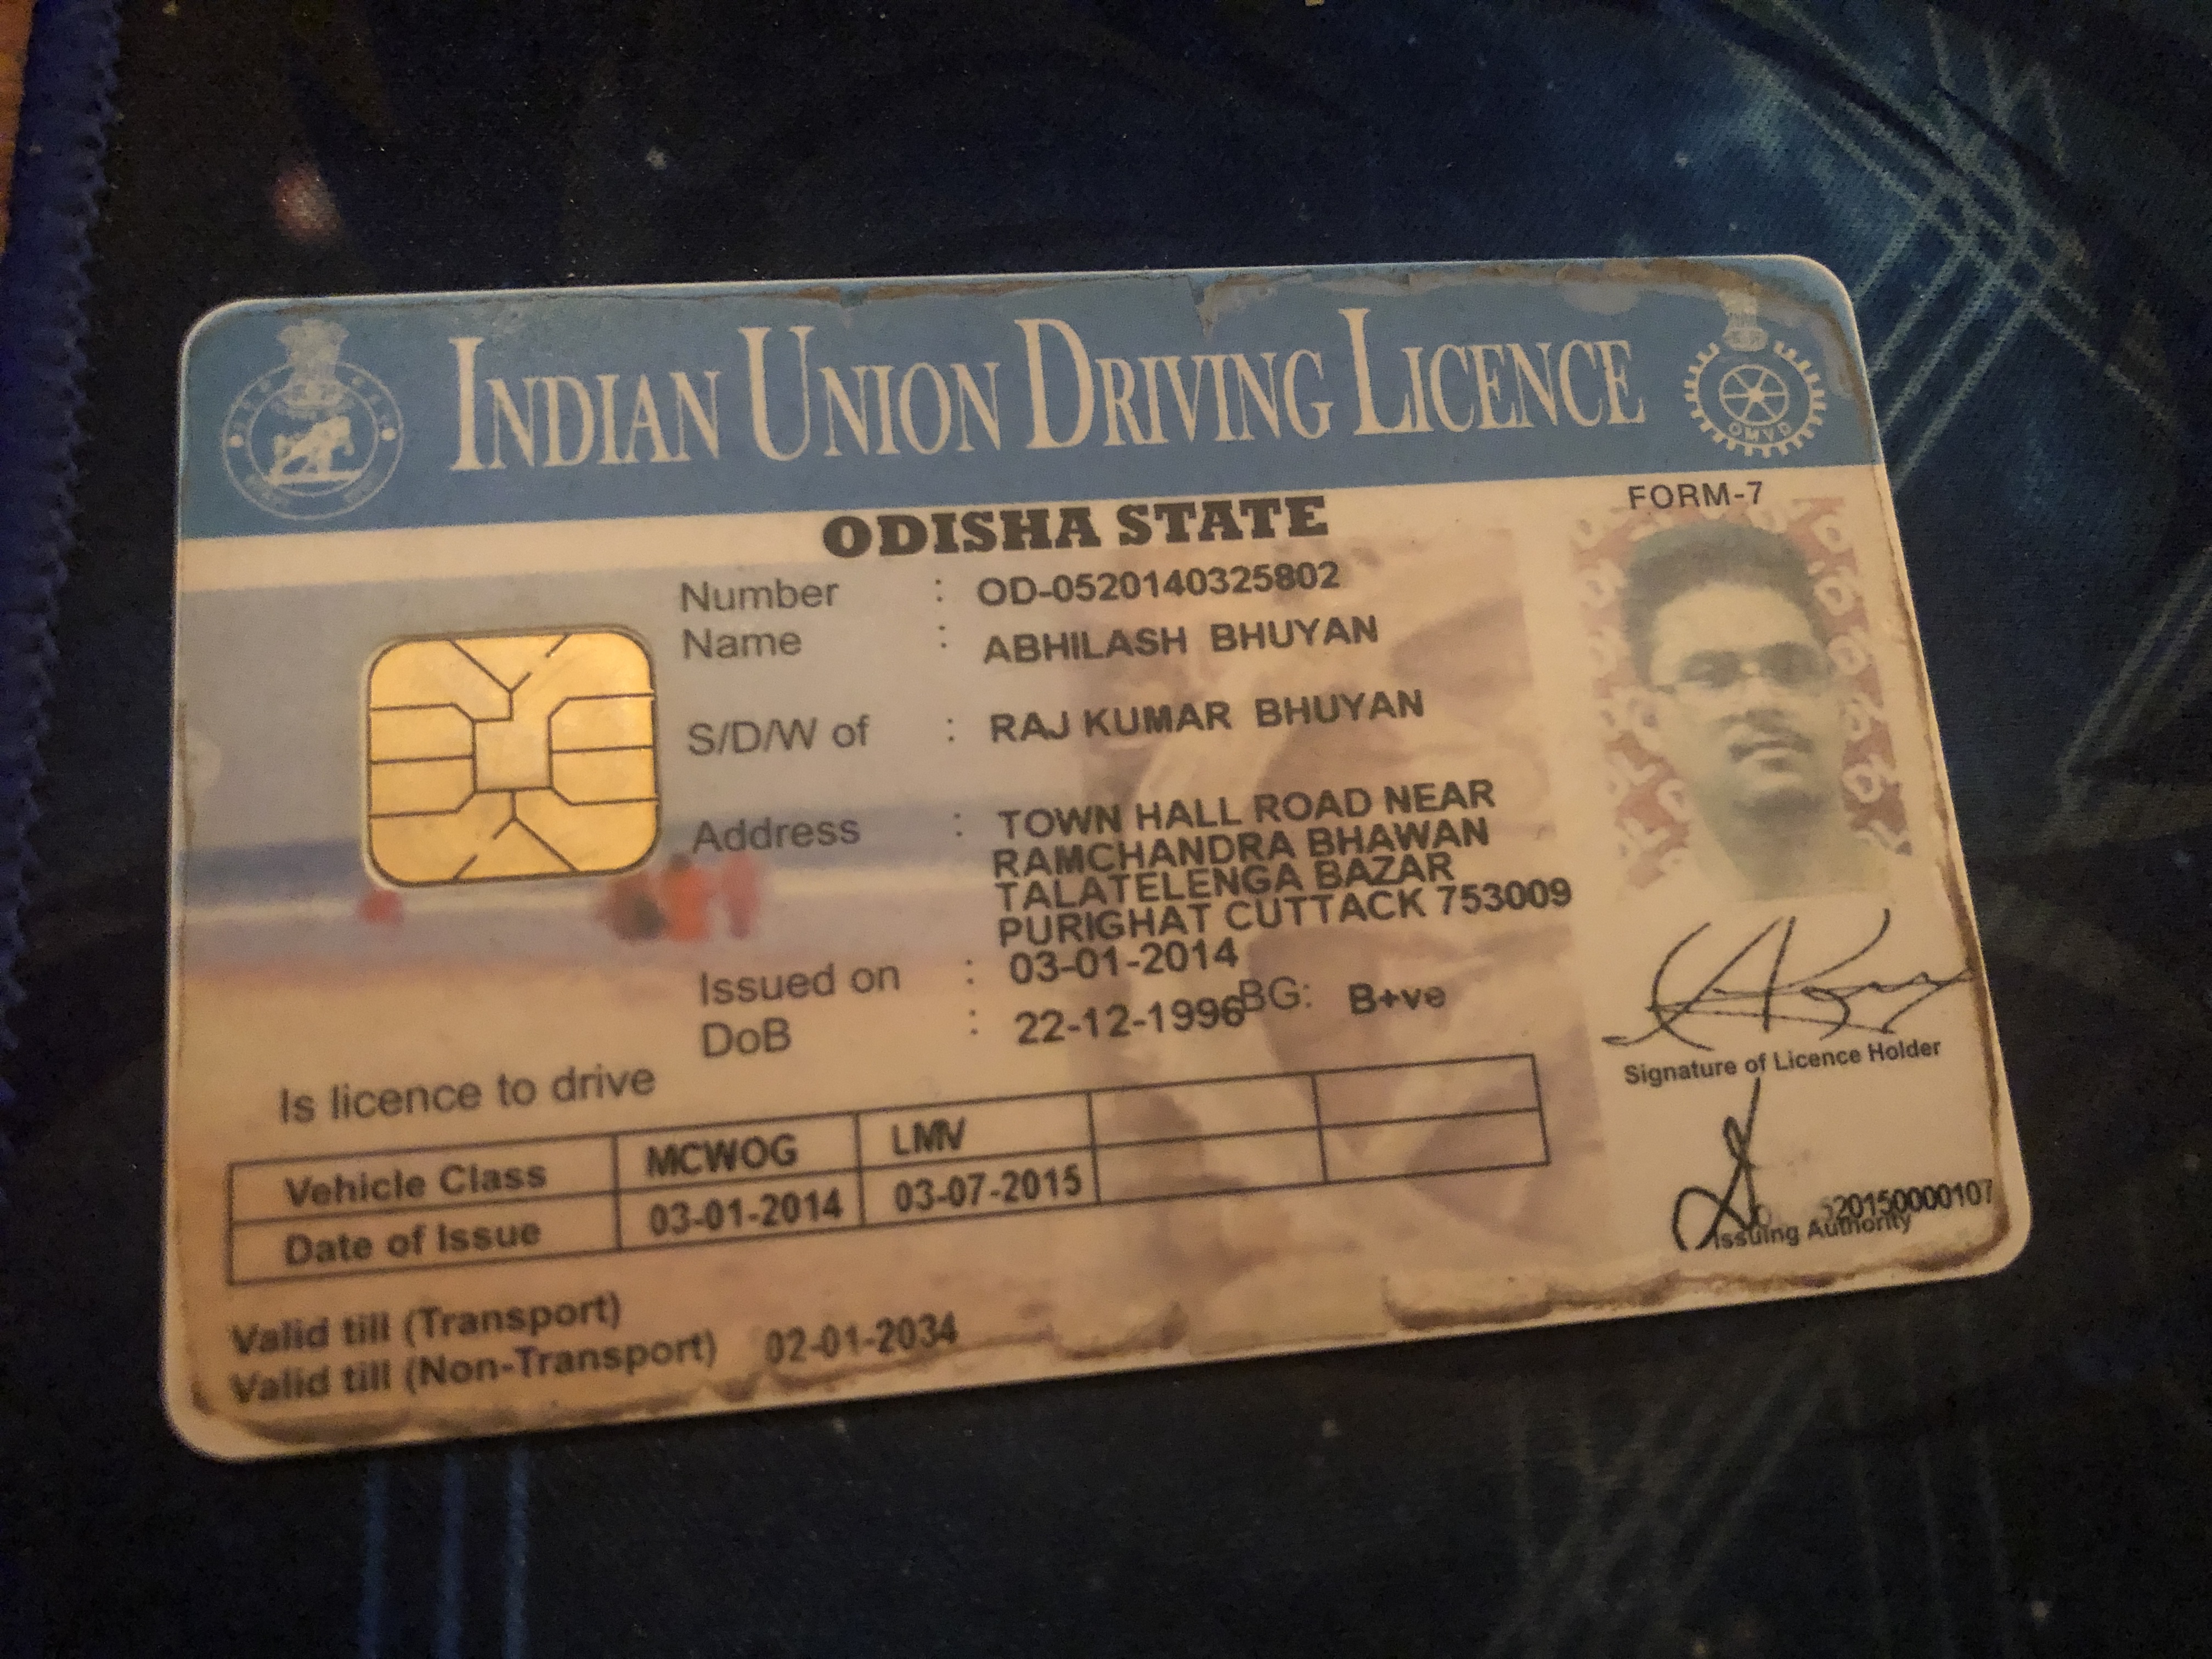 INDIAN UNION DRIVING LICENCE
ODISHA STATE
FORM-7
Number : OD-0520140325802
Name : ABHILASH BHUYAN
S/D/W of : RAJ KUMAR BHUYAN
Address : TOWN HALL ROAD NEAR
RAMCHANDRA BHAWAN
TALATELENGA BAZAR
PURIGHAT CUTTACK 753009
Issued on : 03-01-2014
DoB : 22-12-1996 BG: B+ve
Is licence to drive
Vehicle Class MCWOG LMV
Date of Issue 03-01-2014 03-07-2015
Valid till (Transport)
Valid till (Non-Transport) 02-01-2034
Signature of Licence Holder
Issuing Authority